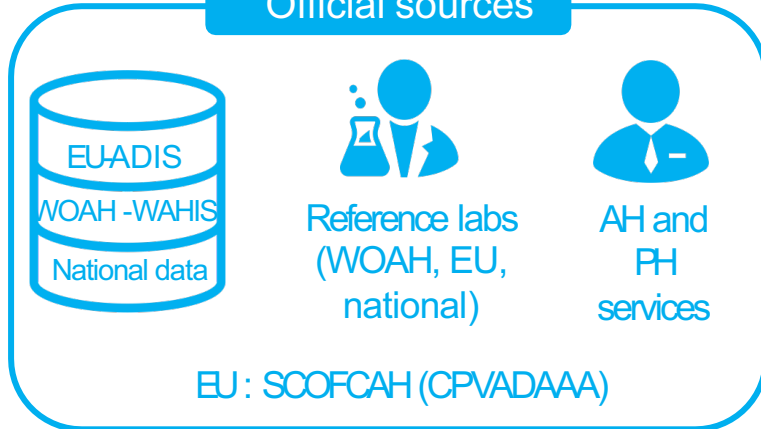 Official sources
EU-ADIS
WOAH -WAHIS
National data
Reference labs
(WOAH, EU,
national)
AH and
PH
services
EU : SCOFCAH (CPVADAAA)